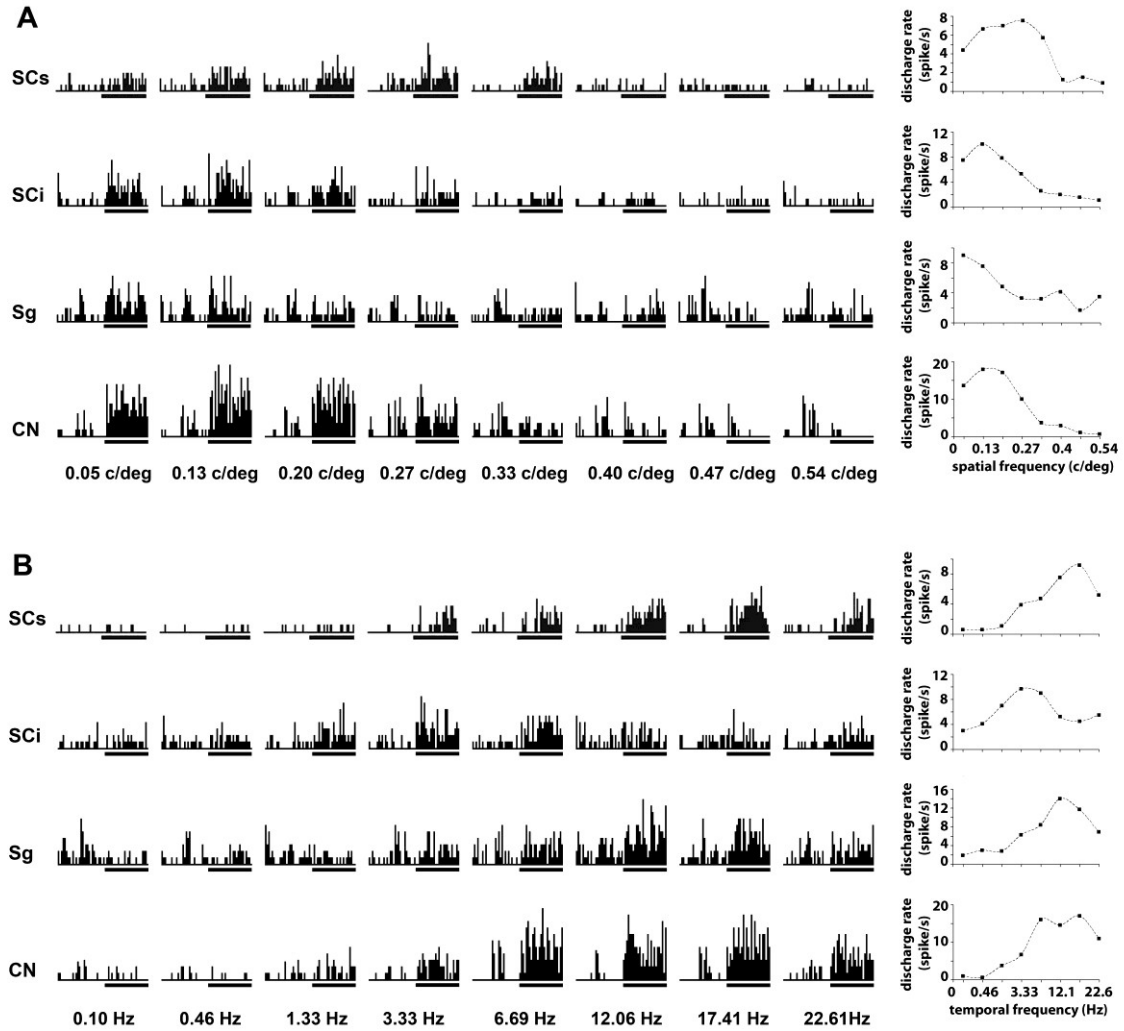 A
SCs
8
6
4
2
0
discharge rate
(spike/s)
SCi
12
8
4
0
discharge rate
(spike/s)
Sg
8
4
0
discharge rate
(spike/s)
CN
20
10
0
discharge rate
(spike/s)
0 0.13 0.27 0.4 0.54
spatial frequency (c/deg)
0.05 c/deg 0.13 c/deg 0.20 c/deg 0.27 c/deg 0.33 c/deg 0.40 c/deg 0.47 c/deg 0.54 c/deg
B
SCs
8
4
0
discharge rate
(spike/s)
SCi
12
8
4
0
discharge rate
(spike/s)
Sg
16
12
8
4
0
discharge rate
(spike/s)
CN
20
10
0
discharge rate
(spike/s)
0 0.46 3.33 12.1 22.6
temporal frequency (Hz)
0.10 Hz 0.46 Hz 1.33 Hz 3.33 Hz 6.69 Hz 12.06 Hz 17.41 Hz 22.61Hz